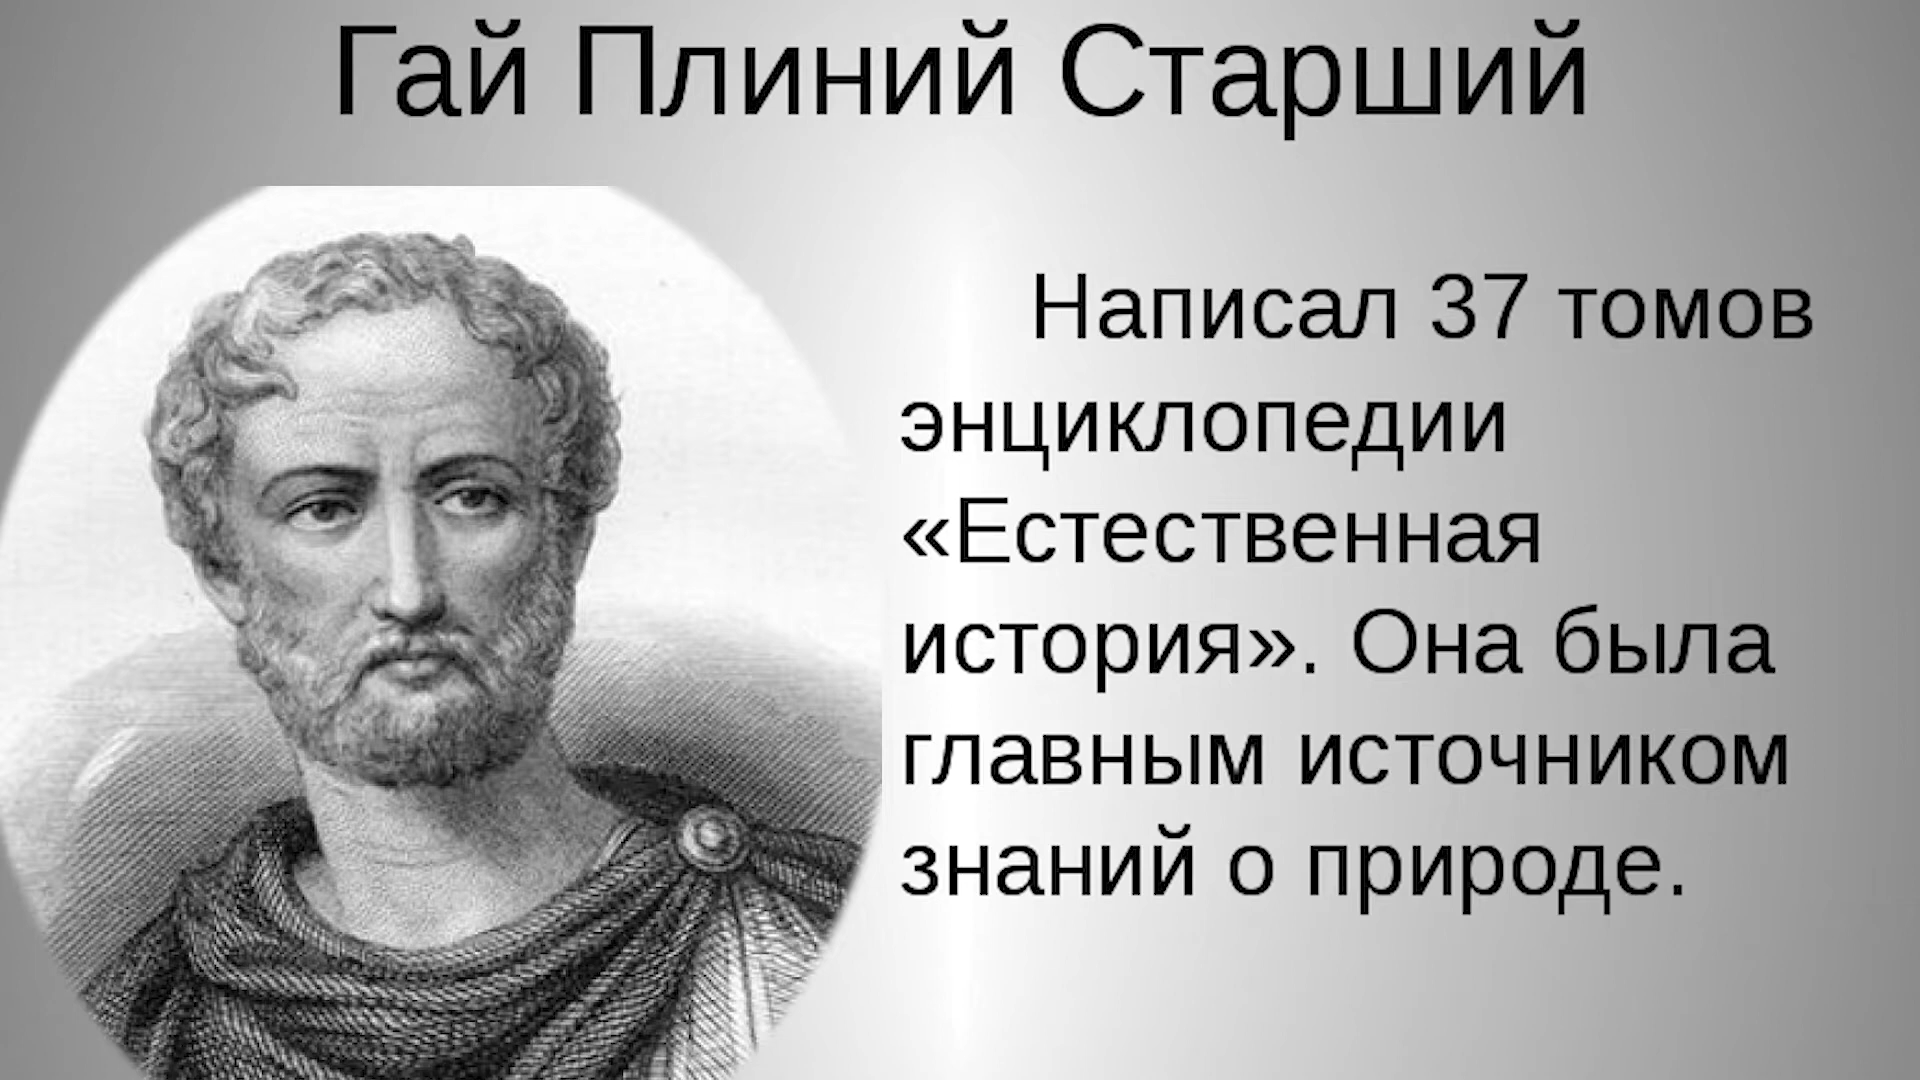 Гай Плиний Старший
Написал 37 томов
энциклопедии
«Естественная
история». Она была
главным источником
знаний о природе.